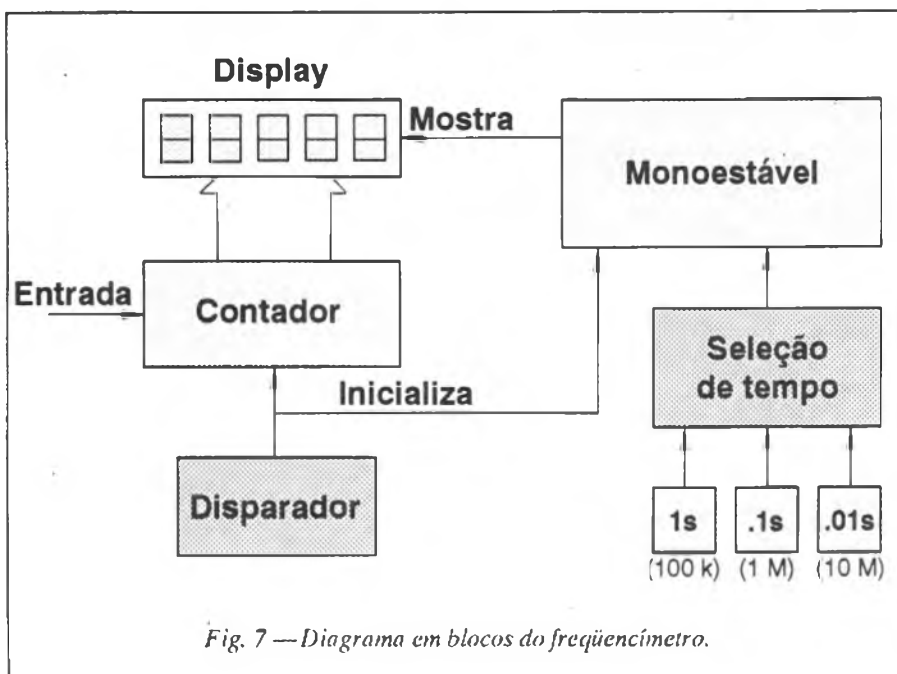 Display
Mostra
Monoestável
Entrada
Contador
Seleção
de tempo
Inicializa
Disparador
1s .1s .01s
(100 k) (1 M) (10 M)
Fig. 7 — Diagrama em blocos do freqüencímetro.